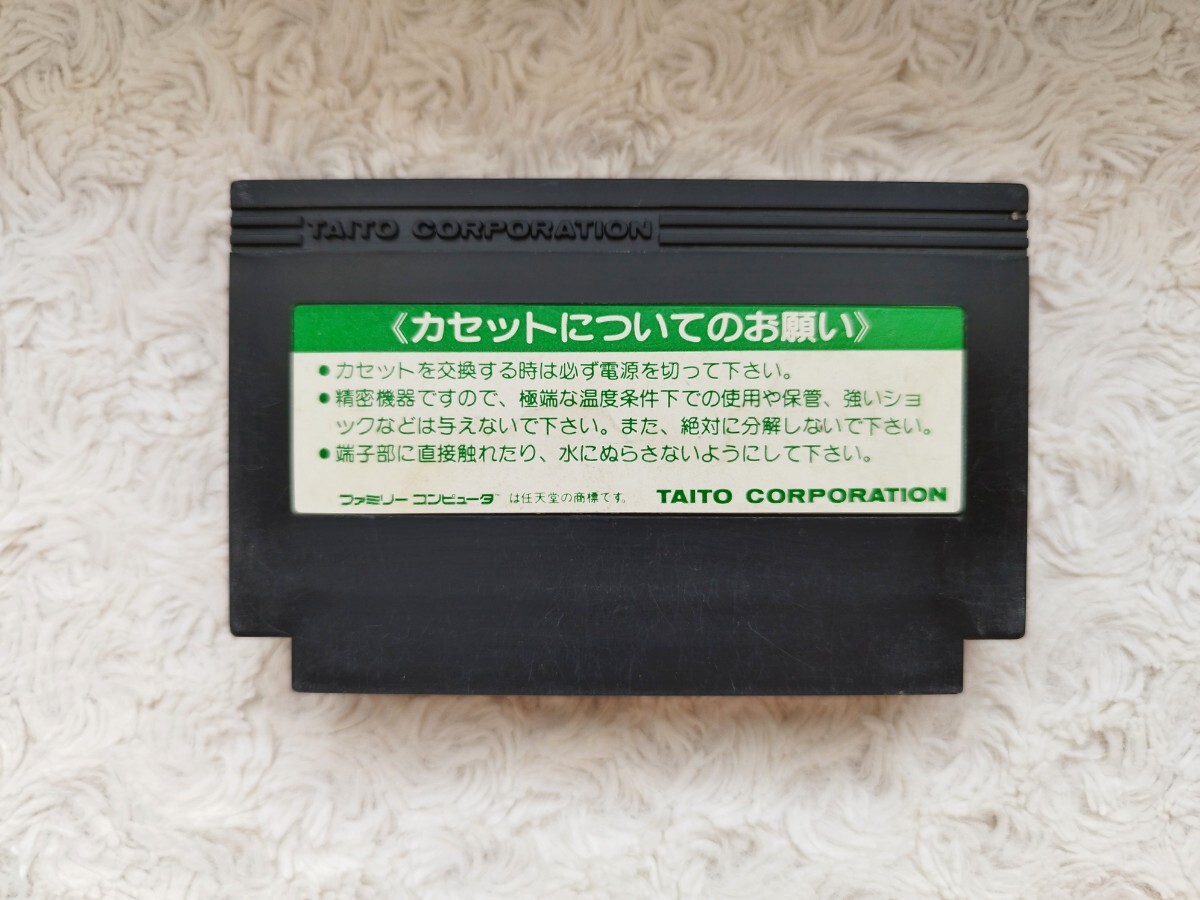 TAITO CORPORATION
《カセットについてのお願い》
●カセットを交換する時は必ず電源を切って下さい。
●精密機器ですので、極端な温度条件下での使用や保管、強いショ
ックなどは与えないで下さい。また、絶対に分解しないで下さい。
●端子部に直接触れたり、水にぬらさないようにして下さい。
ファミリーコンピュータ™は任天堂の商標です。 TAITO CORPORATION